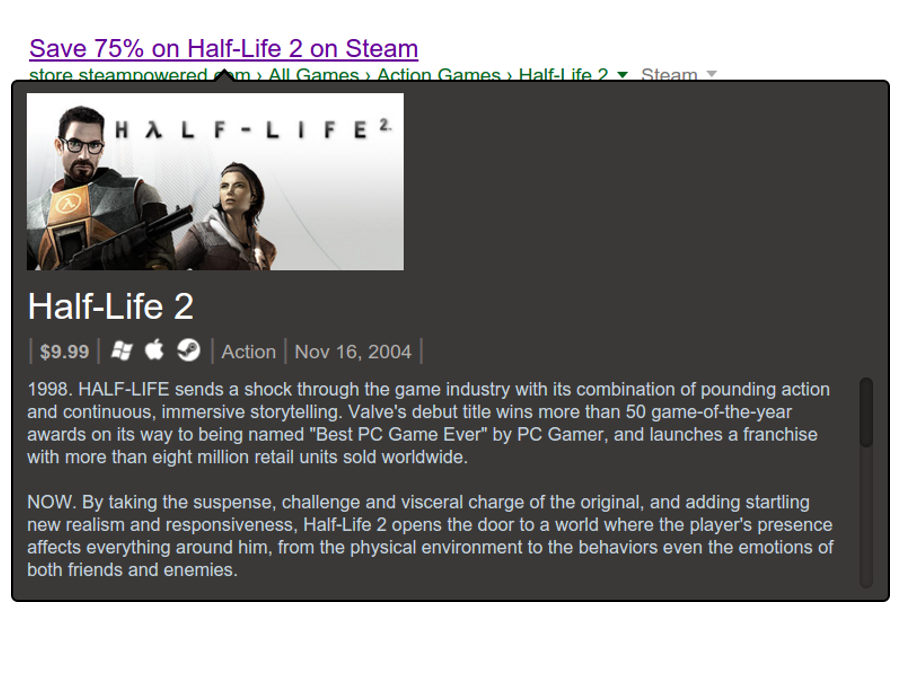 Save 75% on Half-Life 2 on Steam
store.steampowered.com › All Games › Action Games › Half-Life 2 ▼ Steam ▼
HλLF-LIFE²
Half-Life 2
| $9.99 | | Action | Nov 16, 2004 |
1998. HALF-LIFE sends a shock through the game industry with its combination of pounding action
and continuous, immersive storytelling. Valve's debut title wins more than 50 game-of-the-year
awards on its way to being named "Best PC Game Ever" by PC Gamer, and launches a franchise
with more than eight million retail units sold worldwide.
NOW. By taking the suspense, challenge and visceral charge of the original, and adding startling
new realism and responsiveness, Half-Life 2 opens the door to a world where the player's presence
affects everything around him, from the physical environment to the behaviors even the emotions of
both friends and enemies.